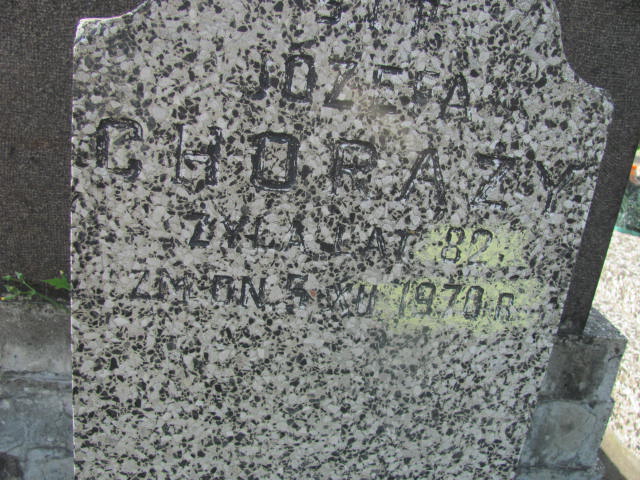 Ś P
JÓZEFA
CHORĄŻY
ŻYŁA LAT 82.
ZM. DN 5 XII 1970 R.